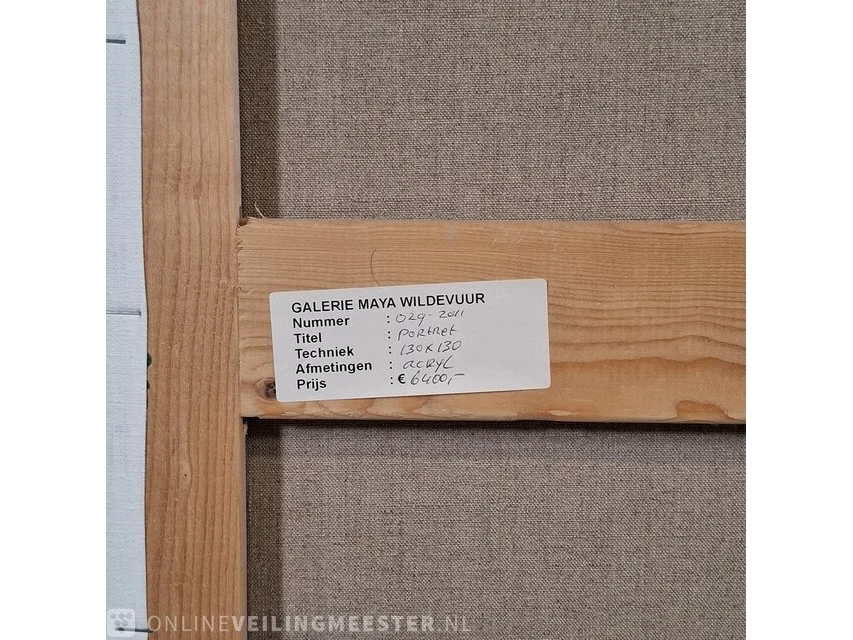 GALERIE MAYA WILDEVUUR
Nummer : 029-2011
Titel : PORTRET
Techniek : 130x130
Afmetingen : acryl
Prijs : € 6400,-
ONLINEVEILINGMEESTER.NL